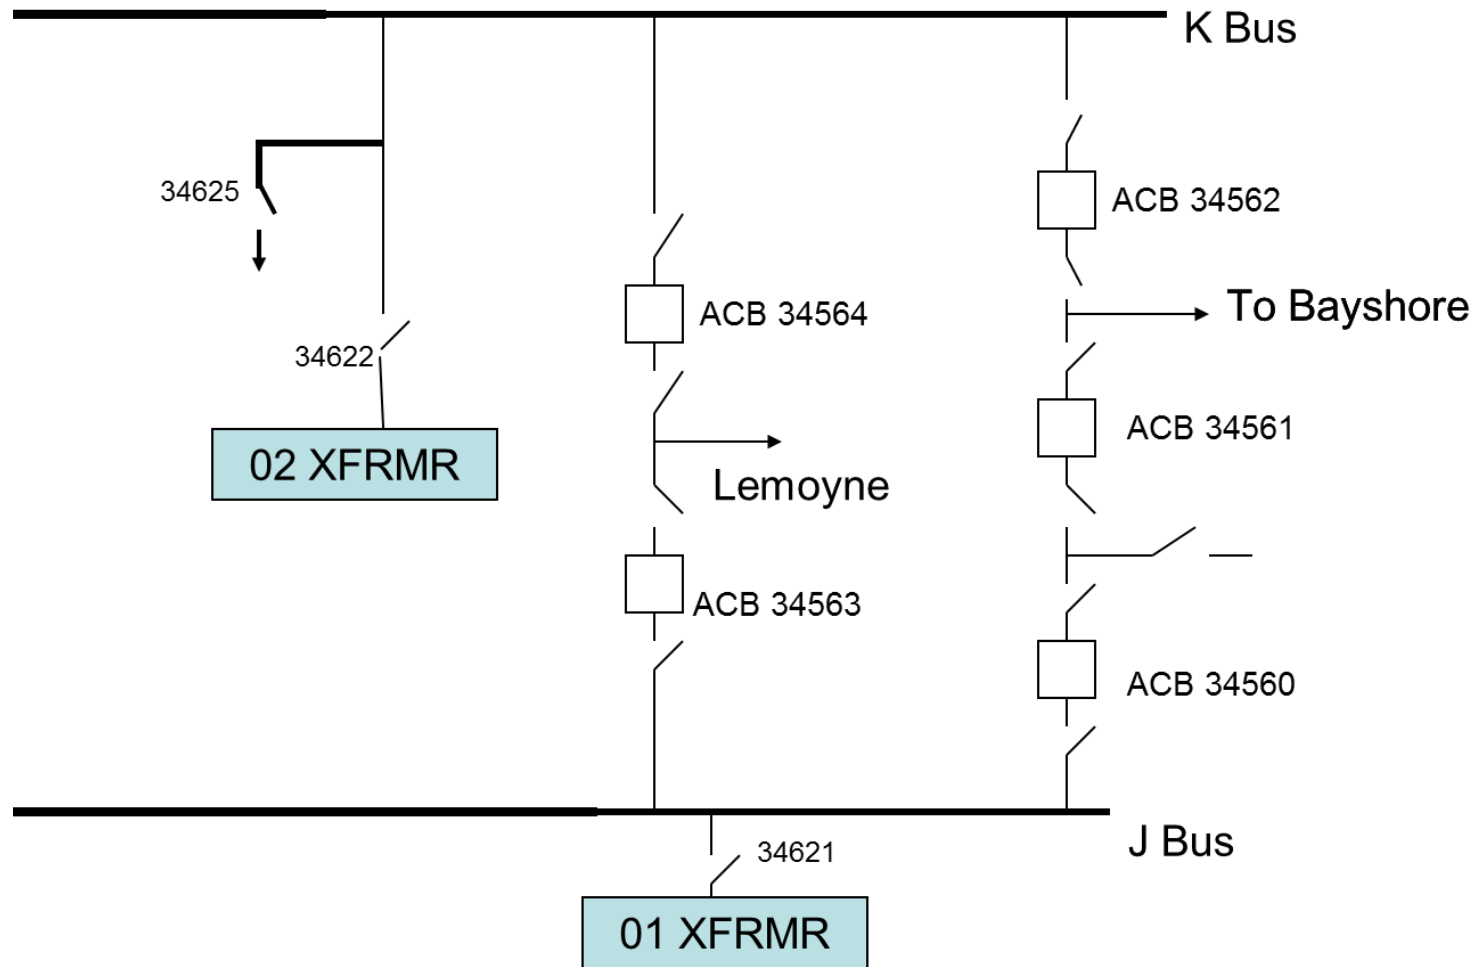 K Bus
34625
ACB 34562
ACB 34564
To Bayshore
34622
02 XFRMR
ACB 34561
Lemoyne
ACB 34563
ACB 34560
J Bus
34621
01 XFRMR